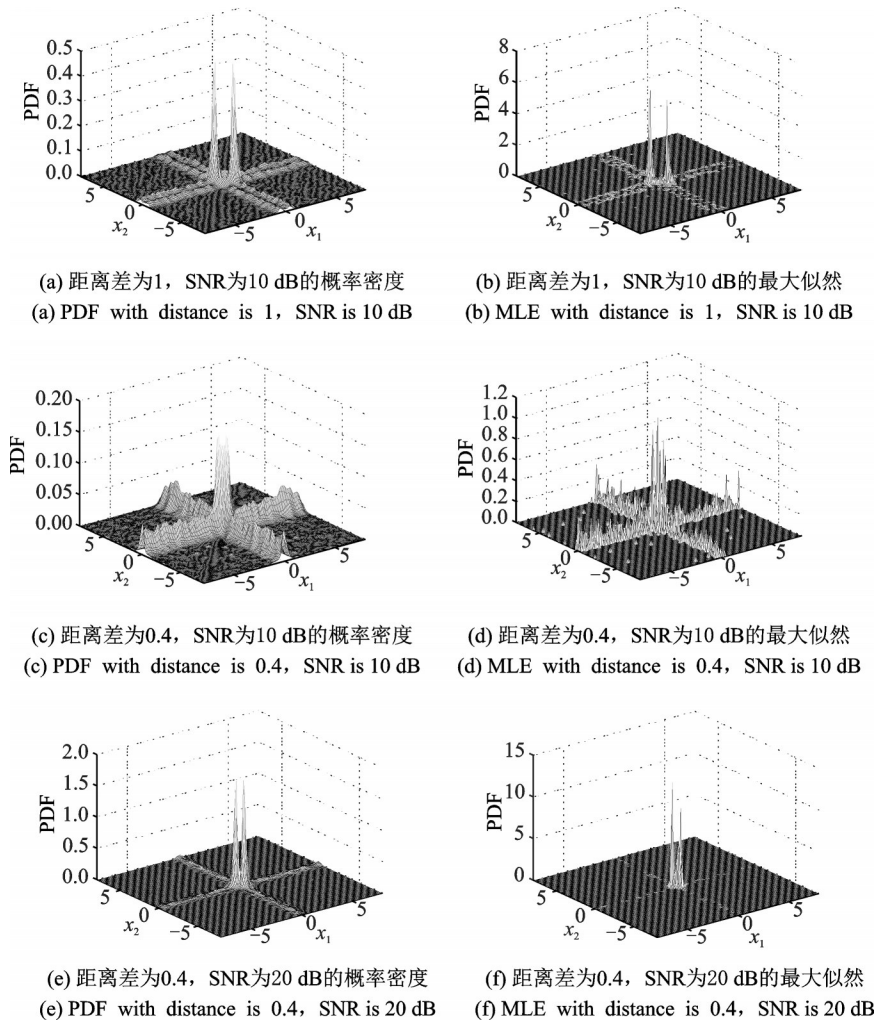 0.5
0.4
0.3
0.2
0.1
0.0
PDF
5
0
−5
x2
−5
0
5
x1
8
6
4
2
0
PDF
5
0
−5
x2
−5
0
5
x1
(a) 距离差为1，SNR为10 dB的概率密度
(a) PDF with distance is 1，SNR is 10 dB
(b) 距离差为1，SNR为10 dB的最大似然
(b) MLE with distance is 1，SNR is 10 dB
0.20
0.15
0.10
0.05
0.00
PDF
5
0
−5
x2
−5
0
5
x1
1.2
1.0
0.8
0.6
0.4
0.2
0.0
PDF
5
0
−5
x2
−5
0
5
x1
(c) 距离差为0.4，SNR为10 dB的概率密度
(c) PDF with distance is 0.4，SNR is 10 dB
(d) 距离差为0.4，SNR为10 dB的最大似然
(d) MLE with distance is 0.4，SNR is 10 dB
2.0
1.5
1.0
0.5
0.0
PDF
5
0
−5
x2
−5
0
5
x1
15
10
5
0
PDF
5
0
−5
x2
−5
0
5
x1
(e) 距离差为0.4，SNR为20 dB的概率密度
(e) PDF with distance is 0.4，SNR is 20 dB
(f) 距离差为0.4，SNR为20 dB的最大似然
(f) MLE with distance is 0.4，SNR is 20 dB